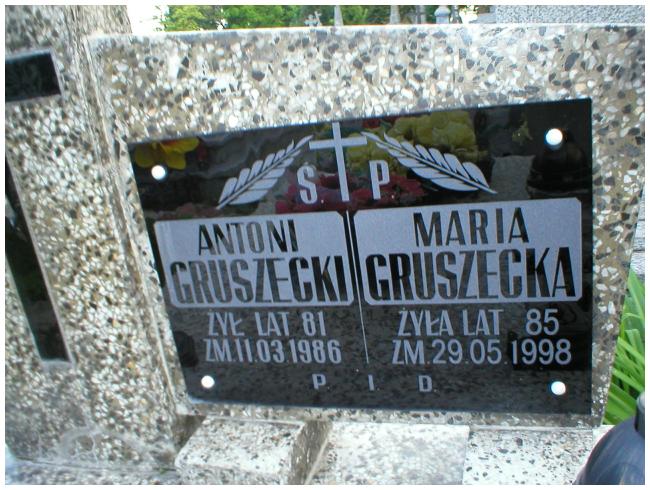 S. P
ANTONI
GRUSZECKI
ŻYŁ LAT 81
ZM. 11.03 1986
MARIA
GRUSZECKA
ŻYŁA LAT 85
ZM. 29.05 1998
P I D